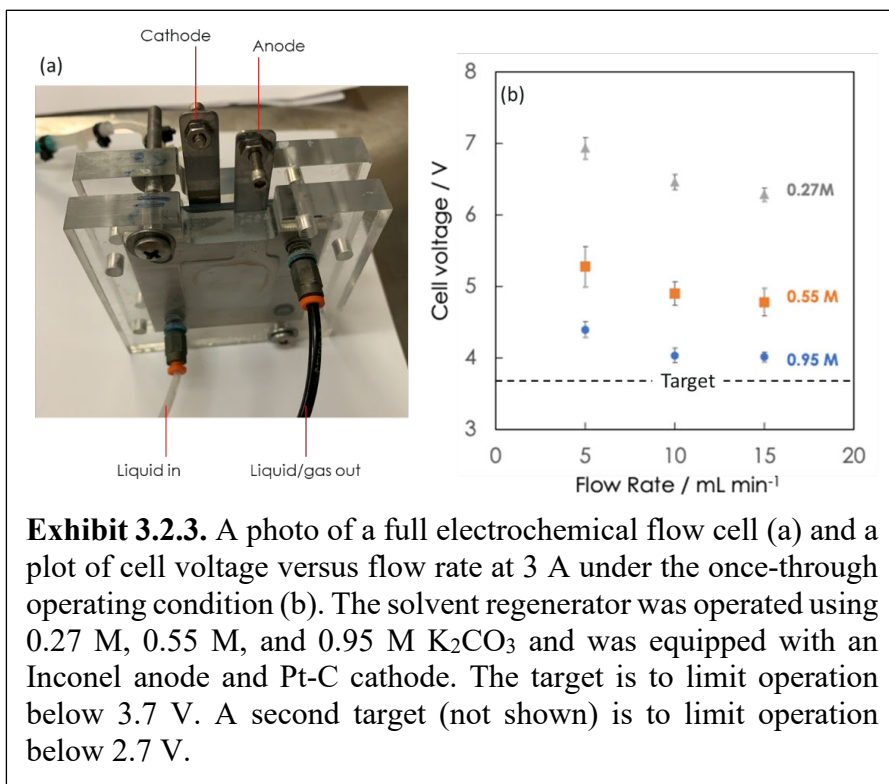 Cathode
Anode
(a)
Liquid in
Liquid/gas out
(b)
Cell voltage / V
8
7
6
5
4
3
0.27M
0.55 M
0.95 M
Target
0
5
10
15
20
Flow Rate / mL min⁻¹
Exhibit 3.2.3. A photo of a full electrochemical flow cell (a) and a
plot of cell voltage versus flow rate at 3 A under the once-through
operating condition (b). The solvent regenerator was operated using
0.27 M, 0.55 M, and 0.95 M K₂CO₃ and was equipped with an
Inconel anode and Pt-C cathode. The target is to limit operation
below 3.7 V. A second target (not shown) is to limit operation
below 2.7 V.